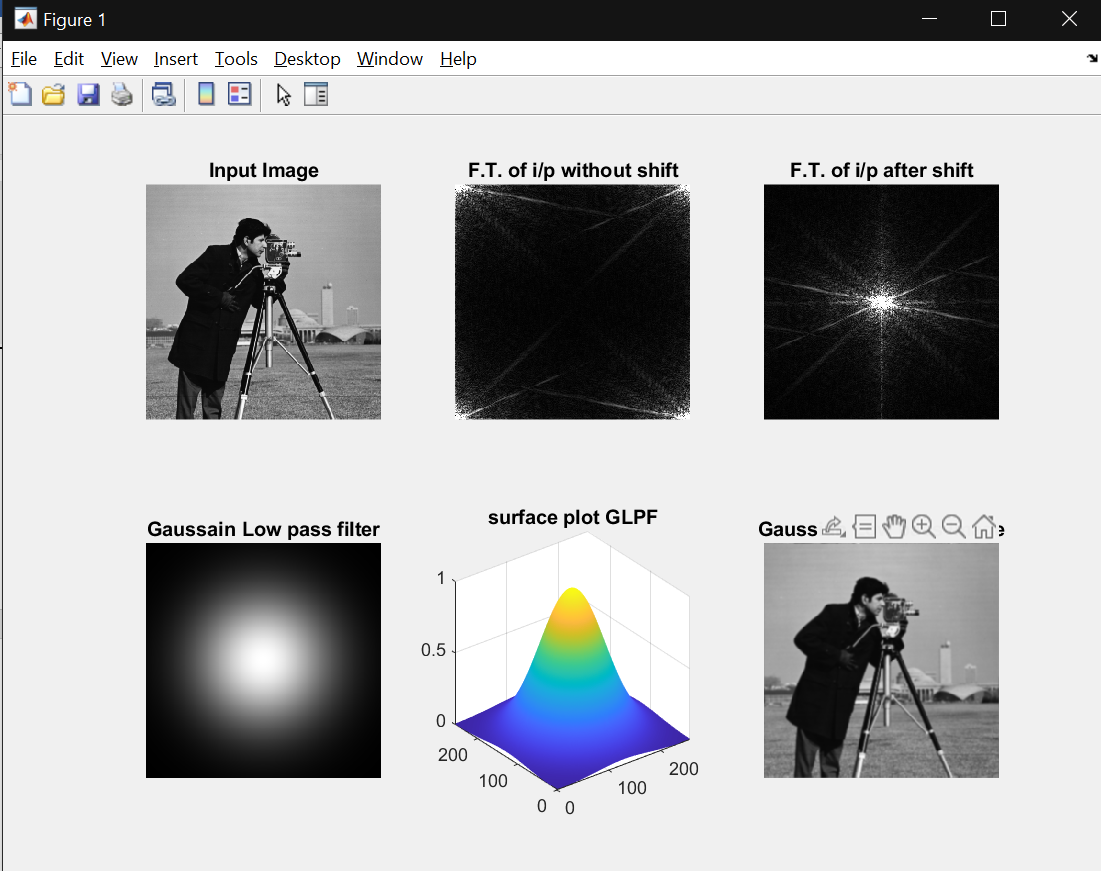 Figure 1
File Edit View Insert Tools Desktop Window Help
Input Image
F.T. of i/p without shift
F.T. of i/p after shift
Gaussain Low pass filter
surface plot GLPF
Gauss
e
1
0.5
0
200
100
0
0
100
200